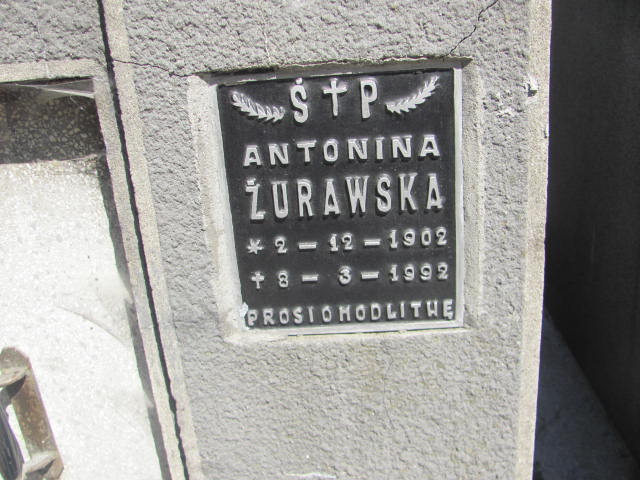 Ś † P
ANTONINA
ŻURAWSKA
* 2 - 12 - 1902
† 8 - 3 - 1992
PROSI O MODLITWĘ